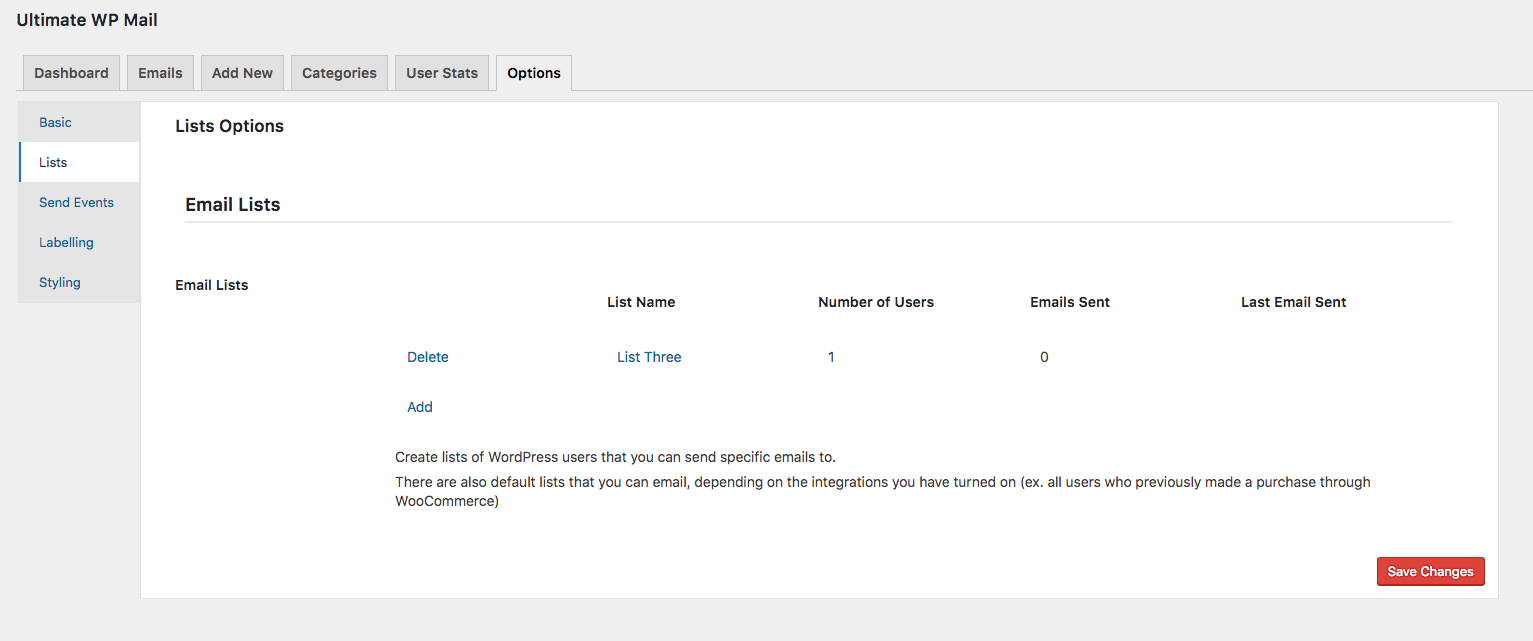 Ultimate WP Mail
Dashboard Emails Add New Categories User Stats Options
Basic
Lists
Send Events
Labelling
Styling
Lists Options
Email Lists
Email Lists
List Name Number of Users Emails Sent Last Email Sent
Delete List Three 1 0
Add
Create lists of WordPress users that you can send specific emails to.
There are also default lists that you can email, depending on the integrations you have turned on (ex. all users who previously made a purchase through
WooCommerce)
Save Changes